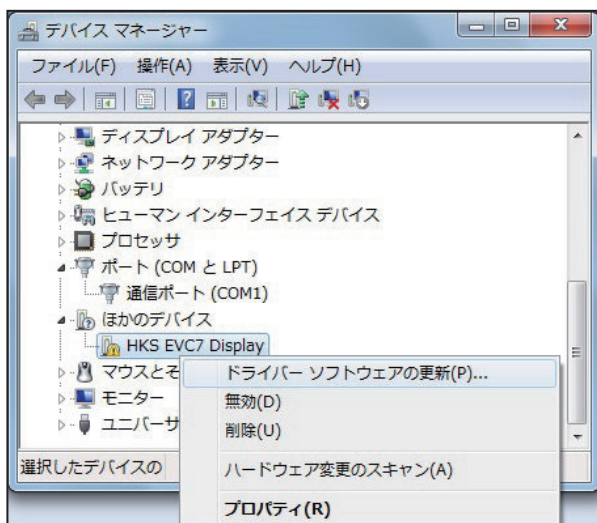 デバイス マネージャー
ファイル(F) 操作(A) 表示(V) ヘルプ(H)
ディスプレイ アダプター
ネットワーク アダプター
バッテリ
ヒューマン インターフェイス デバイス
プロセッサ
ポート (COM と LPT)
通信ポート (COM1)
ほかのデバイス
HKS EVC7 Display
マウスとそ
ドライバー ソフトウェアの更新(P)...
モニター
無効(D)
ユニバーサ
削除(U)
選択したデバイスの
ハードウェア変更のスキャン(A)
プロパティ(R)